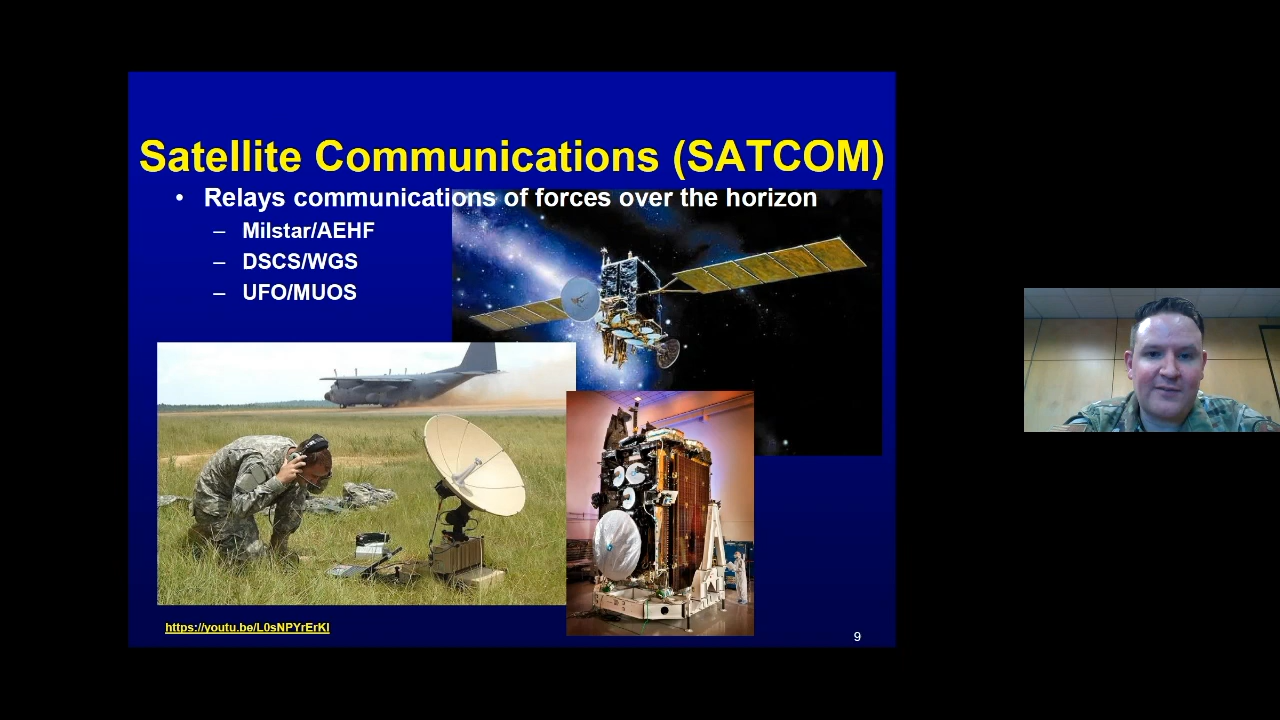 Satellite Communications (SATCOM)
• Relays communications of forces over the horizon
– Milstar/AEHF
– DSCS/WGS
– UFO/MUOS
https://youtu.be/L0sNPYrErKI
9